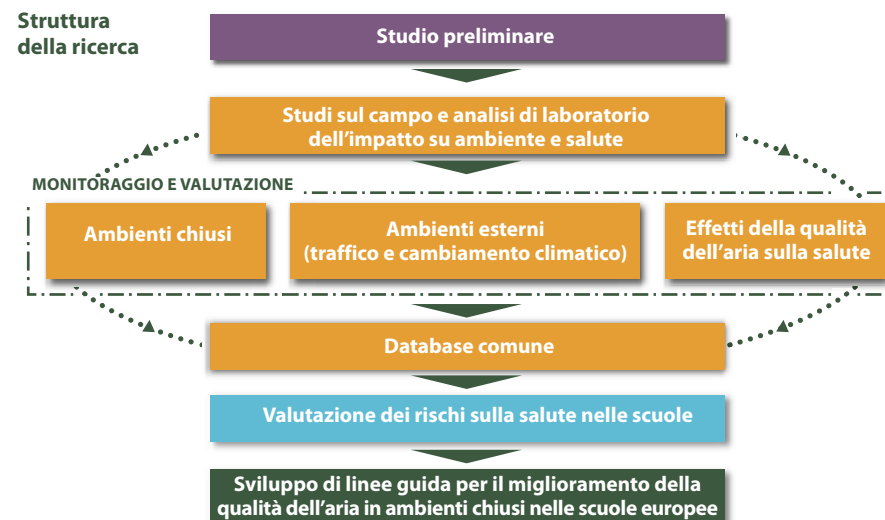 Struttura
della ricerca
Studio preliminare
Studi sul campo e analisi di laboratorio
dell'impatto su ambiente e salute
MONITORAGGIO E VALUTAZIONE
Ambienti chiusi
Ambienti esterni
(traffico e cambiamento climatico)
Effetti della qualità
dell'aria sulla salute
Database comune
Valutazione dei rischi sulla salute nelle scuole
Sviluppo di linee guida per il miglioramento della
qualità dell'aria in ambienti chiusi nelle scuole europee